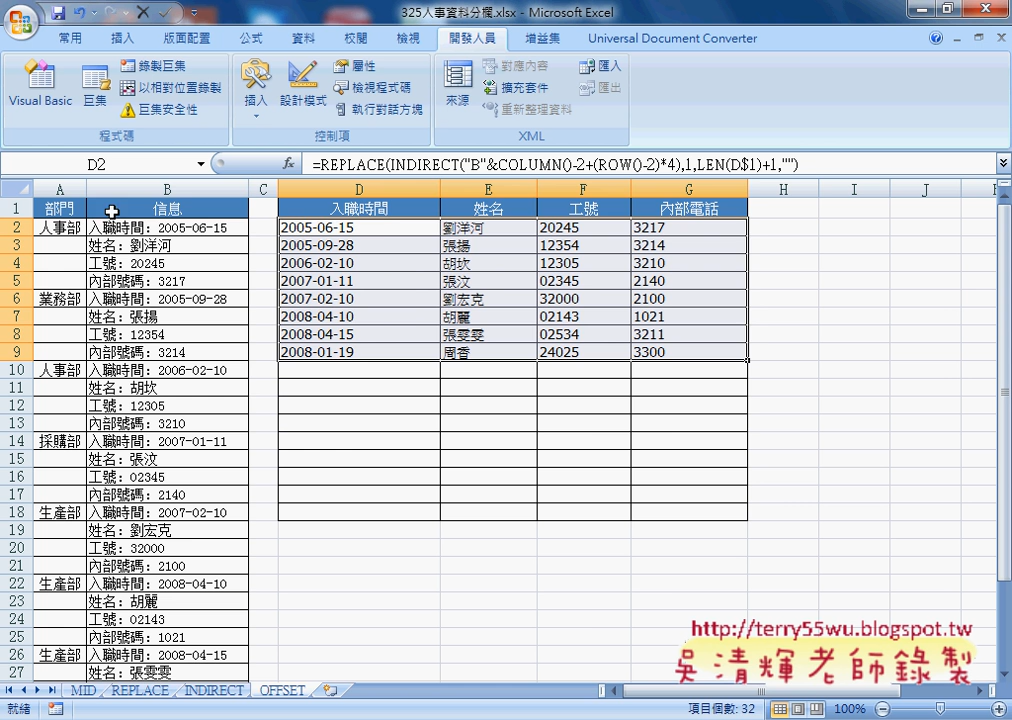 325人事資料分欄.xlsx - Microsoft Excel
常用 插入 版面配置 公式 資料 校閱 檢視 開發人員 增益集 Universal Document Converter
Visual Basic 巨集 錄製巨集 以相對位置錄製 巨集安全性 程式碼
插入 設計模式 屬性 檢視程式碼 執行對話方塊 控制項
來源 對應內容 擴充套件 重新整理資料 匯入 匯出 XML
D2 fx =REPLACE(INDIRECT("B"&COLUMN()-2+(ROW()-2)*4),1,LEN(D$1)+1,"")
A B C D E F G H I J
1 部門 信息 入職時間 姓名 工號 內部電話
2 人事部 入職時間：2005-06-15 2005-06-15 劉洋河 20245 3217
3 姓名：劉洋河 2005-09-28 張揚 12354 3214
4 工號：20245 2006-02-10 胡坎 12305 3210
5 內部號碼：3217 2007-01-11 張汶 02345 2140
6 業務部 入職時間：2005-09-28 2007-02-10 劉宏克 32000 2100
7 姓名：張揚 2008-04-10 胡麗 02143 1021
8 工號：12354 2008-04-15 張雯雯 02534 3211
9 內部號碼：3214 2008-01-19 周香 24025 3300
10 人事部 入職時間：2006-02-10
11 姓名：胡坎
12 工號：12305
13 內部號碼：3210
14 採購部 入職時間：2007-01-11
15 姓名：張汶
16 工號：02345
17 內部號碼：2140
18 生產部 入職時間：2007-02-10
19 姓名：劉宏克
20 工號：32000
21 內部號碼：2100
22 生產部 入職時間：2008-04-10
23 姓名：胡麗
24 工號：02143
25 內部號碼：1021
26 生產部 入職時間：2008-04-15
27 姓名：張雯雯
http://terry55wu.blogspot.tw
吳清輝老師錄製
MID REPLACE INDIRECT OFFSET
就緒 項目個數: 32 100%